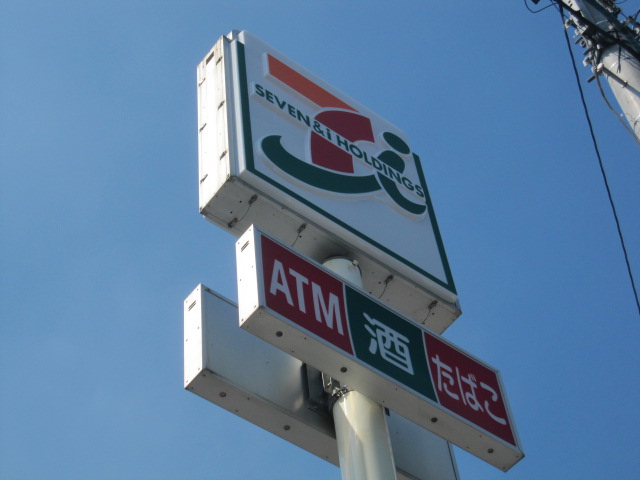 SEVEN & i HOLDINGS
ATM 酒 たばこ